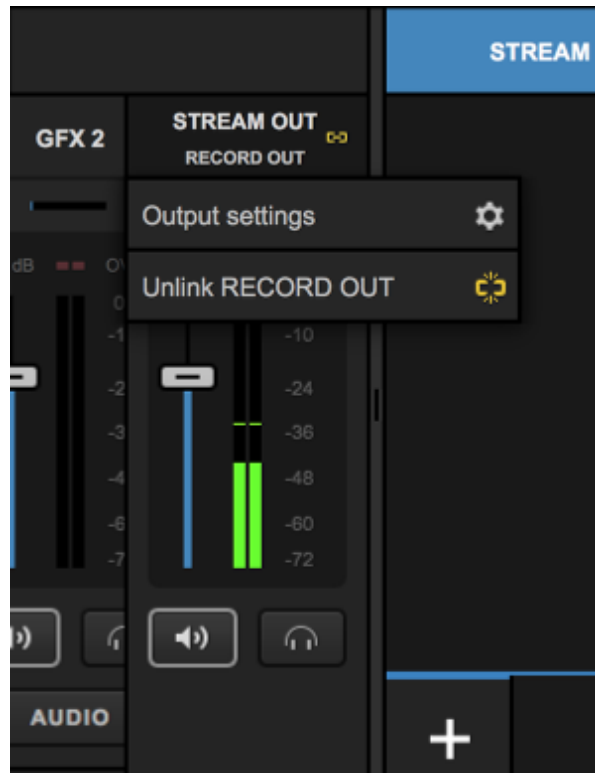 STREAM
GFX 2
STREAM OUT
RECORD OUT
Output settings
Unlink RECORD OUT
dB
-10
-24
-36
-48
-60
-72
AUDIO